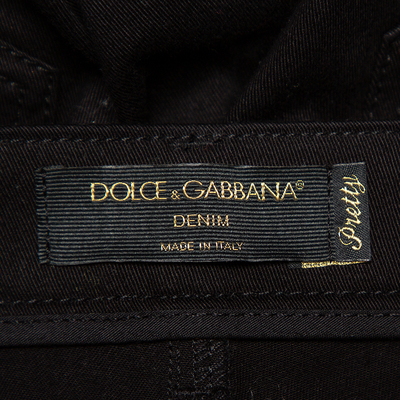 DOLCE & GABBANA®
DENIM
MADE IN ITALY
Pretty